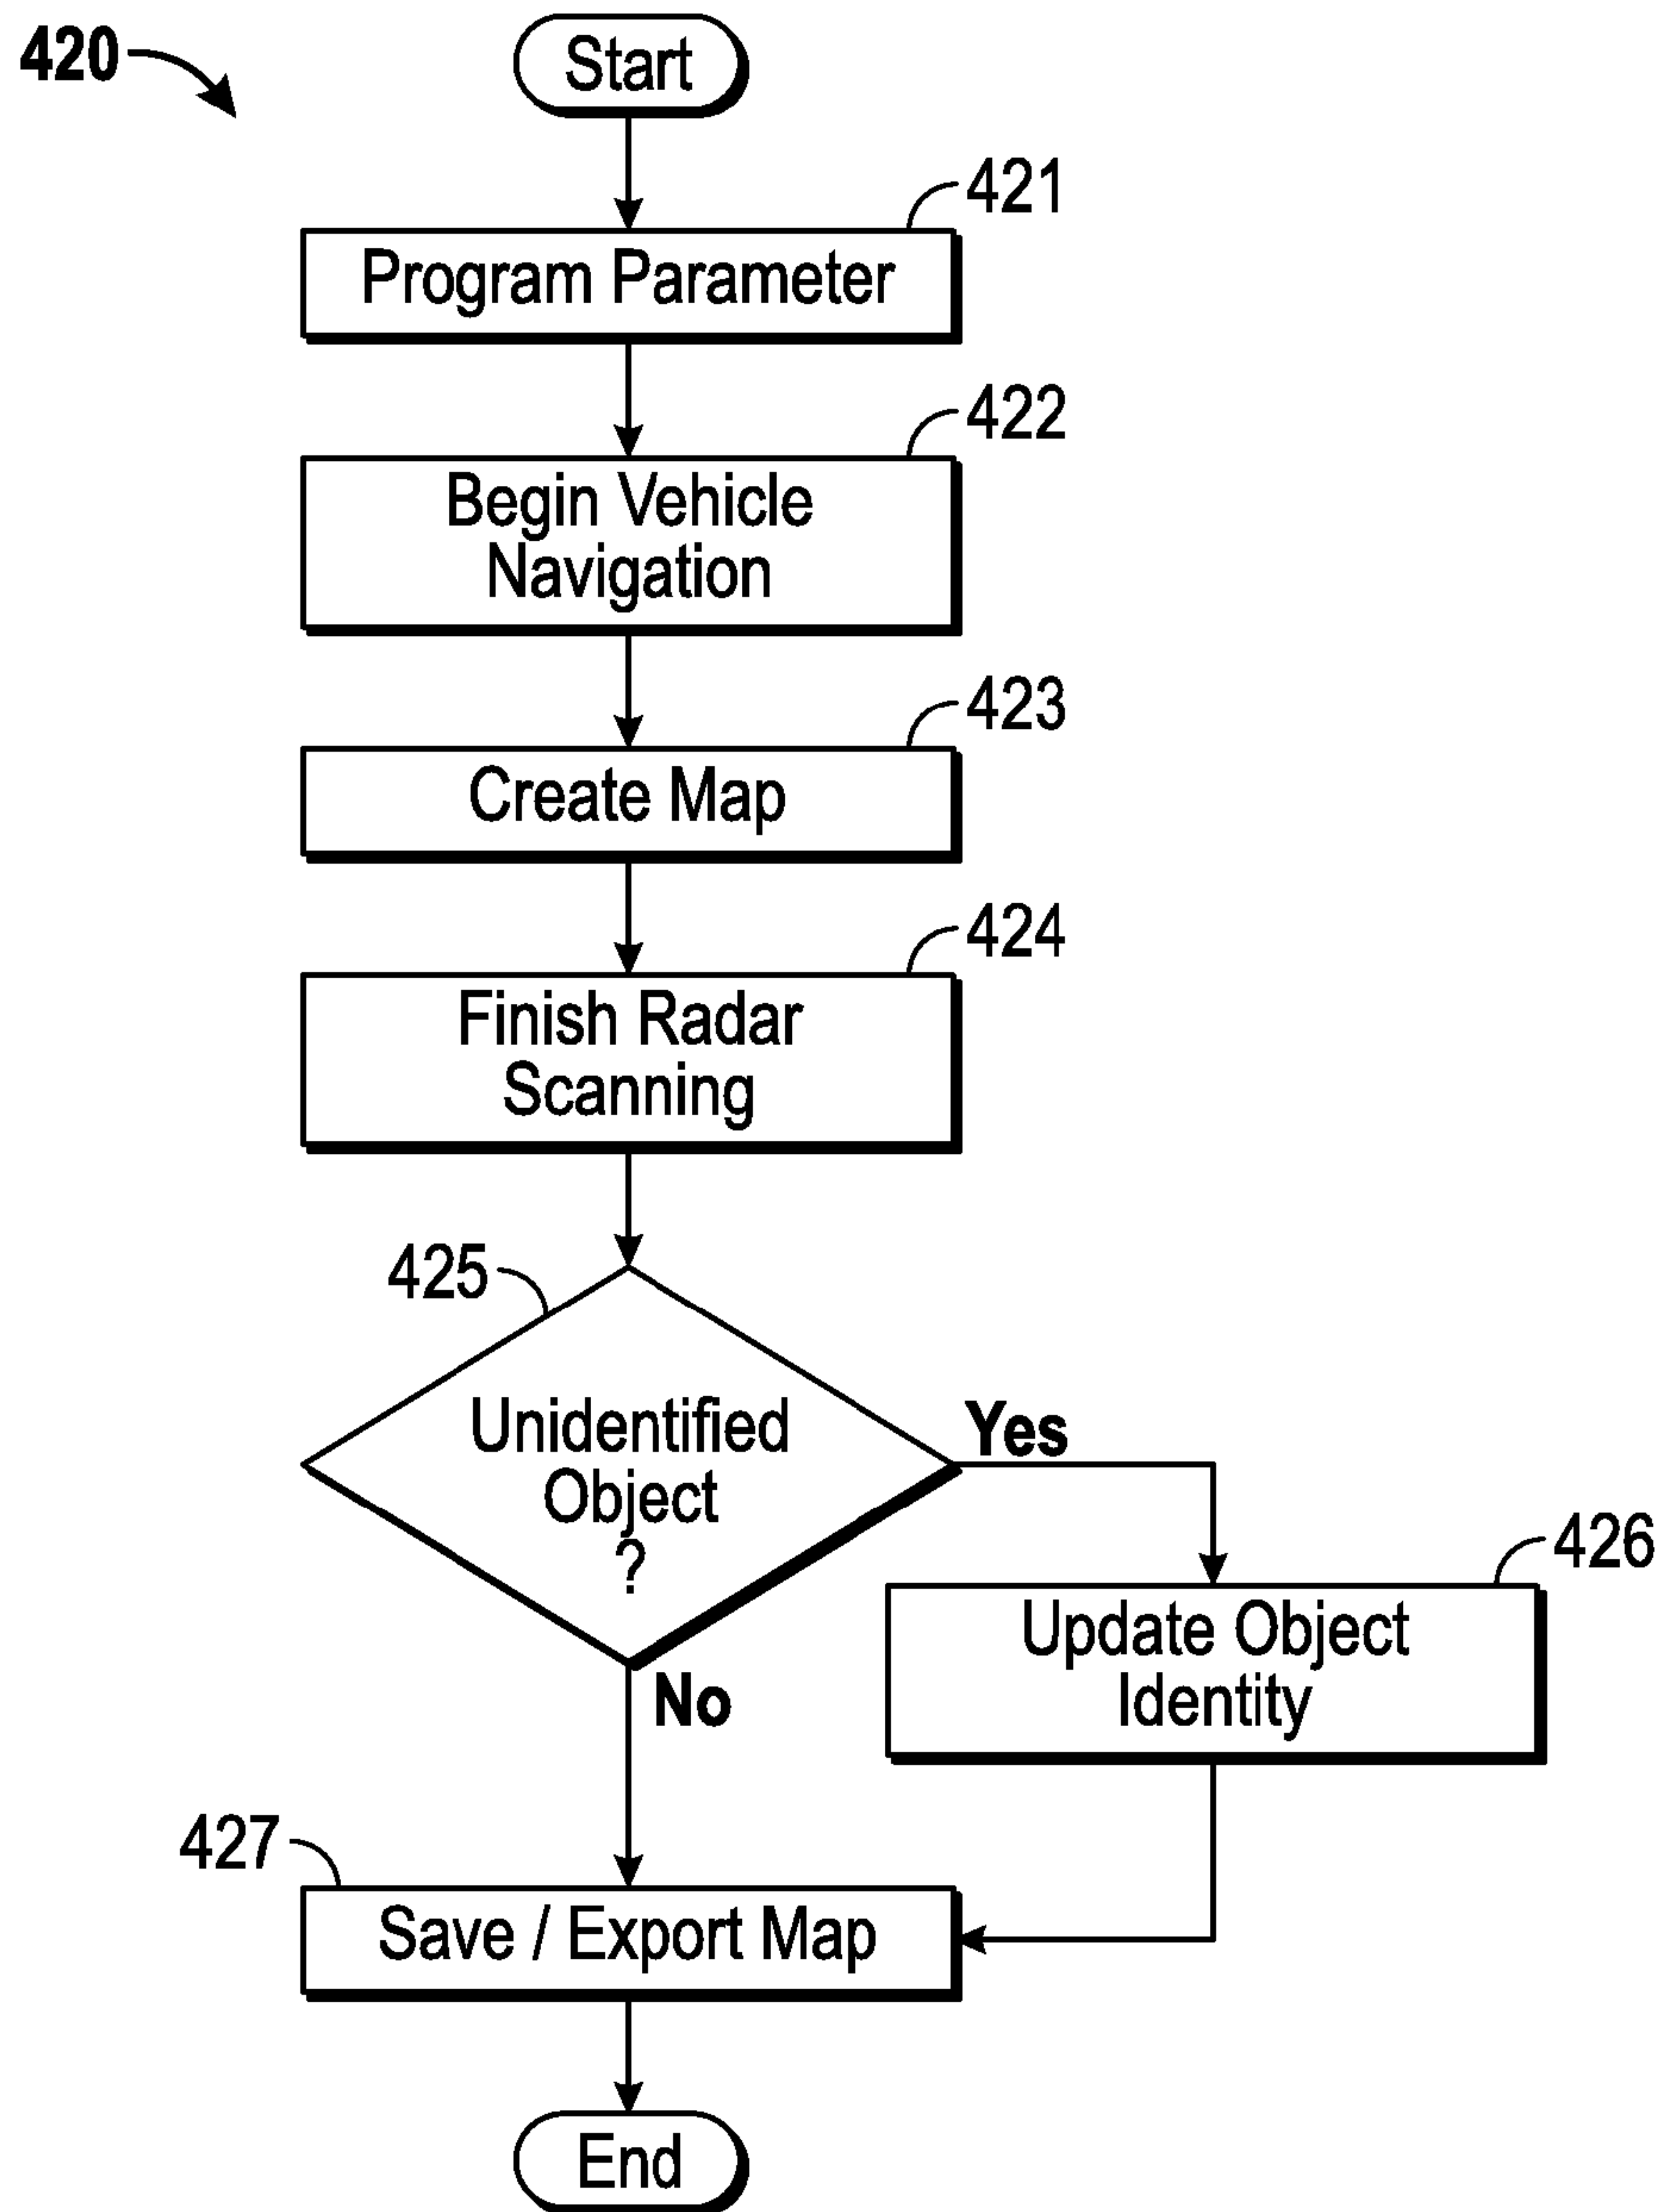 420
Start
421
Program Parameter
422
Begin Vehicle
Navigation
423
Create Map
424
Finish Radar
Scanning
425
Unidentified
Object
?
Yes
426
Update Object
Identity
No
427
Save / Export Map
End